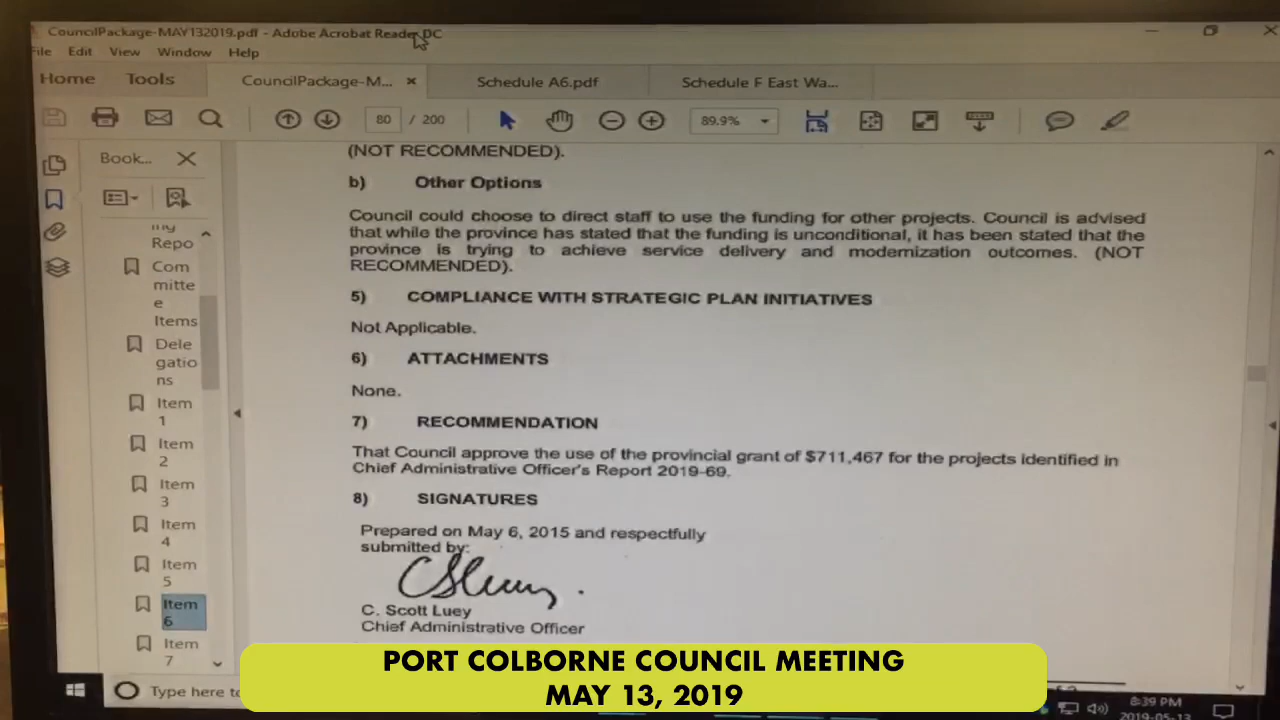 CouncilPackage-MAY132019.pdf - Adobe Acrobat Reader DC
File Edit View Window Help
Home Tools CouncilPackage-M... × Schedule A6.pdf Schedule F East Wa...
80 / 200 89.9%
Book...
(NOT RECOMMENDED).
b) Other Options
Council could choose to direct staff to use the funding for other projects. Council is advised
that while the province has stated that the funding is unconditional, it has been stated that the
province is trying to achieve service delivery and modernization outcomes. (NOT
RECOMMENDED).
5) COMPLIANCE WITH STRATEGIC PLAN INITIATIVES
Not Applicable.
6) ATTACHMENTS
None.
7) RECOMMENDATION
That Council approve the use of the provincial grant of $711,467 for the projects identified in
Chief Administrative Officer's Report 2019-69.
8) SIGNATURES
Prepared on May 6, 2015 and respectfully
submitted by:
C. Scott Luey
Chief Administrative Officer
Repo
Com
mitte
e
Items
Dele
gatio
ns
Item
1
Item
2
Item
3
Item
4
Item
5
Item
6
Item
7
Type here to
PORT COLBORNE COUNCIL MEETING
MAY 13, 2019
8:39 PM
2019-05-13